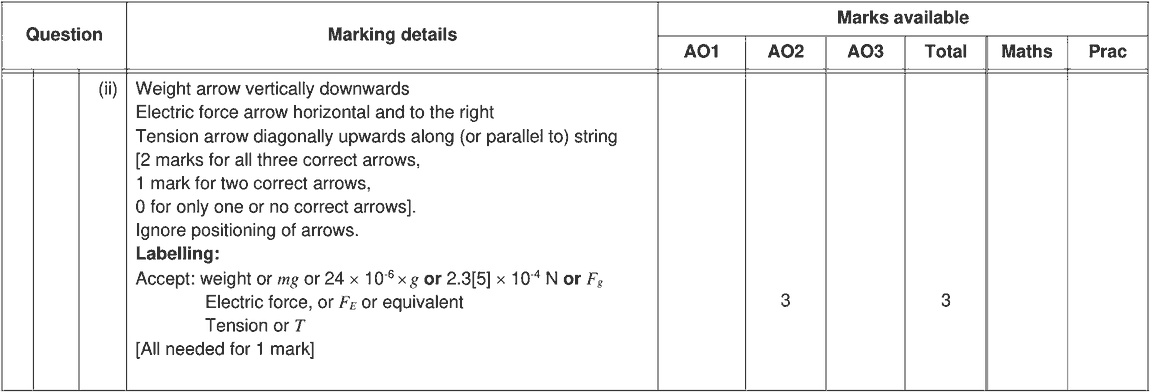 Question
Marking details
Marks available
AO1 AO2 AO3 Total Maths Prac
(ii) Weight arrow vertically downwards
Electric force arrow horizontal and to the right
Tension arrow diagonally upwards along (or parallel to) string
[2 marks for all three correct arrows,
1 mark for two correct arrows,
0 for only one or no correct arrows].
Ignore positioning of arrows.
Labelling:
Accept: weight or mg or 24 × 10⁻⁶ × g or 2.3[5] × 10⁻⁴ N or F_g
Electric force, or F_E or equivalent 3 3
Tension or T
[All needed for 1 mark]